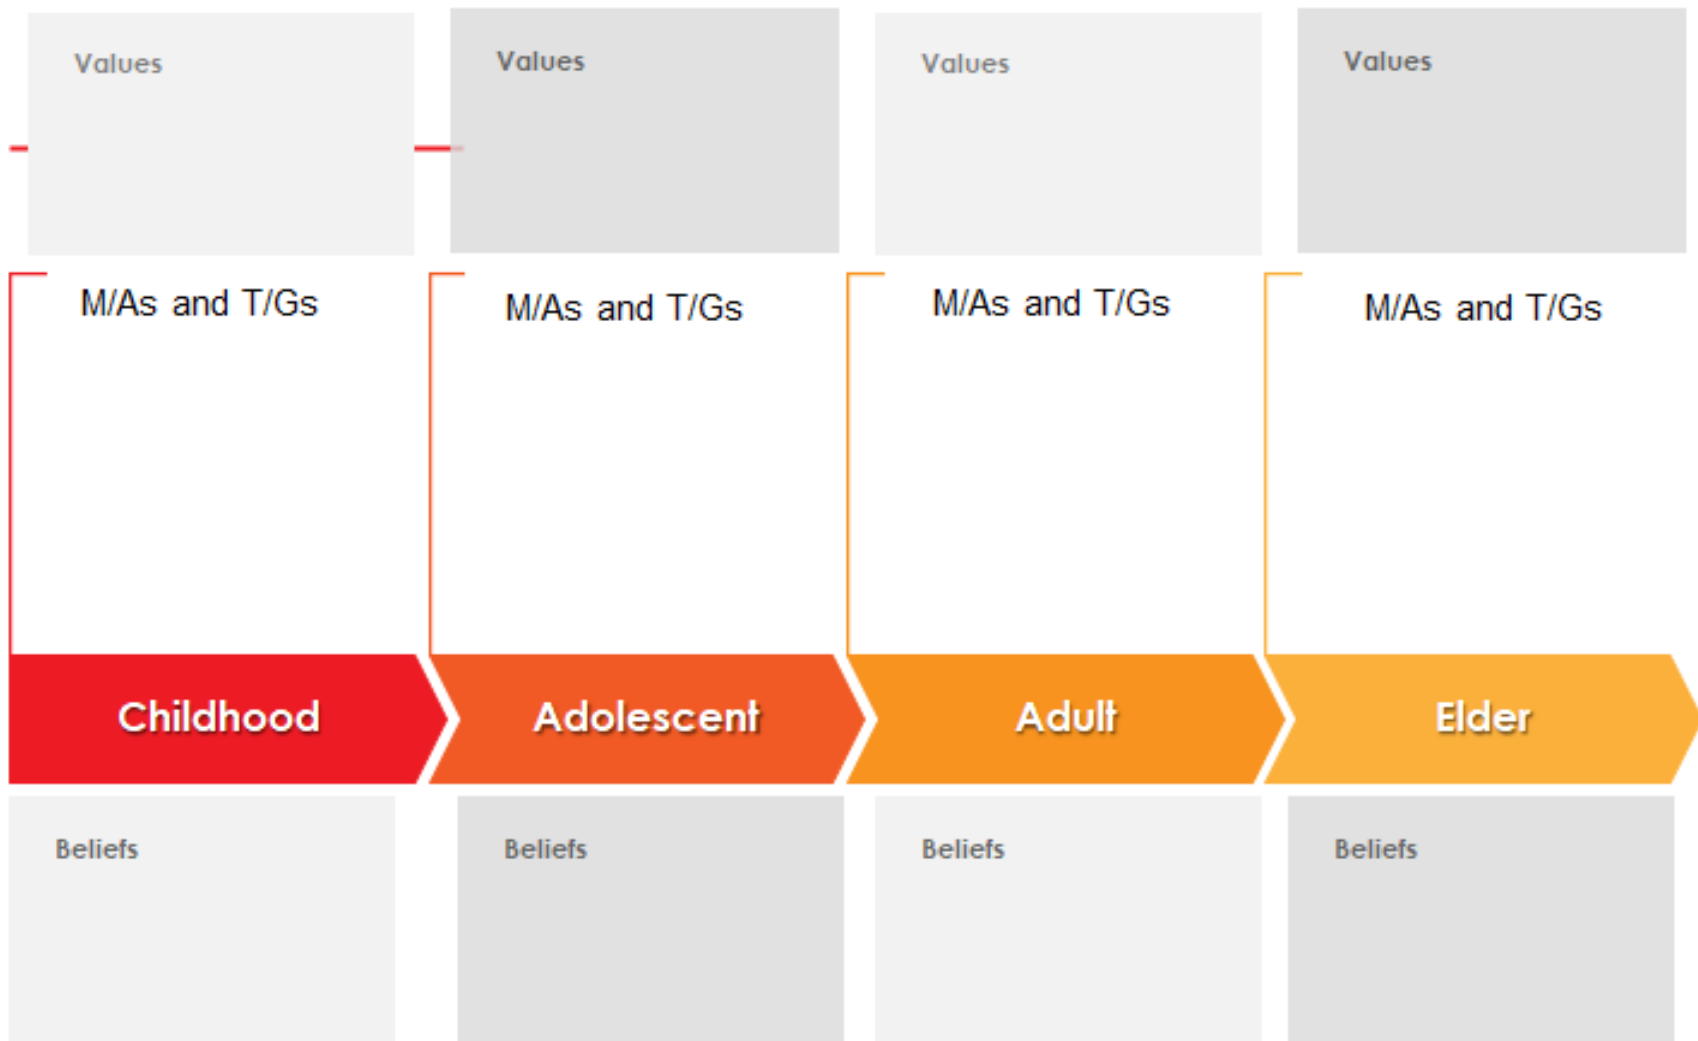 Values
Values
Values
Values
M/As and T/Gs
M/As and T/Gs
M/As and T/Gs
M/As and T/Gs
Childhood
Adolescent
Adult
Elder
Beliefs
Beliefs
Beliefs
Beliefs